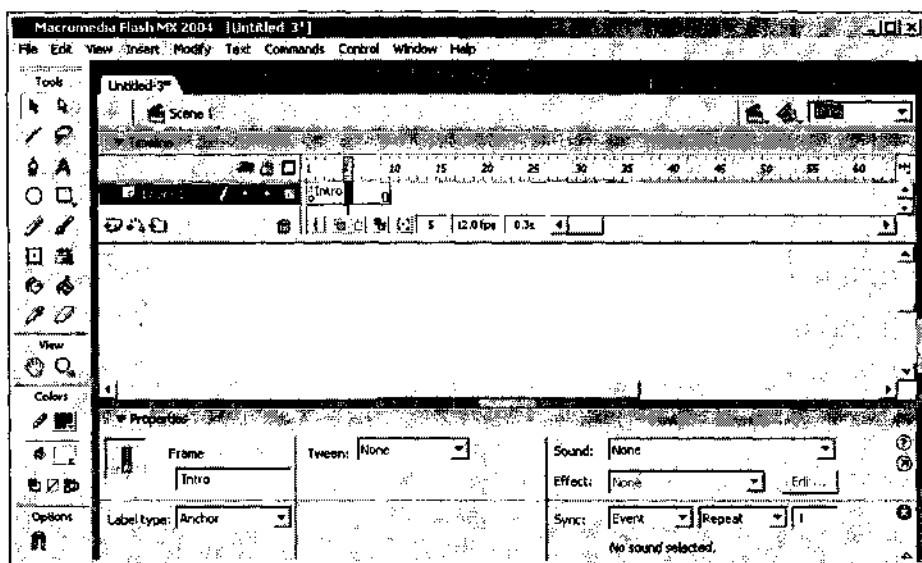 Macromedia Flash MX 2004 - [Untitled-3*]
File Edit View Insert Modify Text Commands Control Window Help
Tools
Untitled-3*
Scene 1
Timeline
1 5 10 15 20 25 30 35 40 45 50 55 60
Intro
5 12.0 fps 0.3s
View
Colors
Properties
Frame
Tween: None
Sound: None
Intro
Effect: None Edit...
Options
Label type: Anchor
Sync: Event Repeat 1
No sound selected.